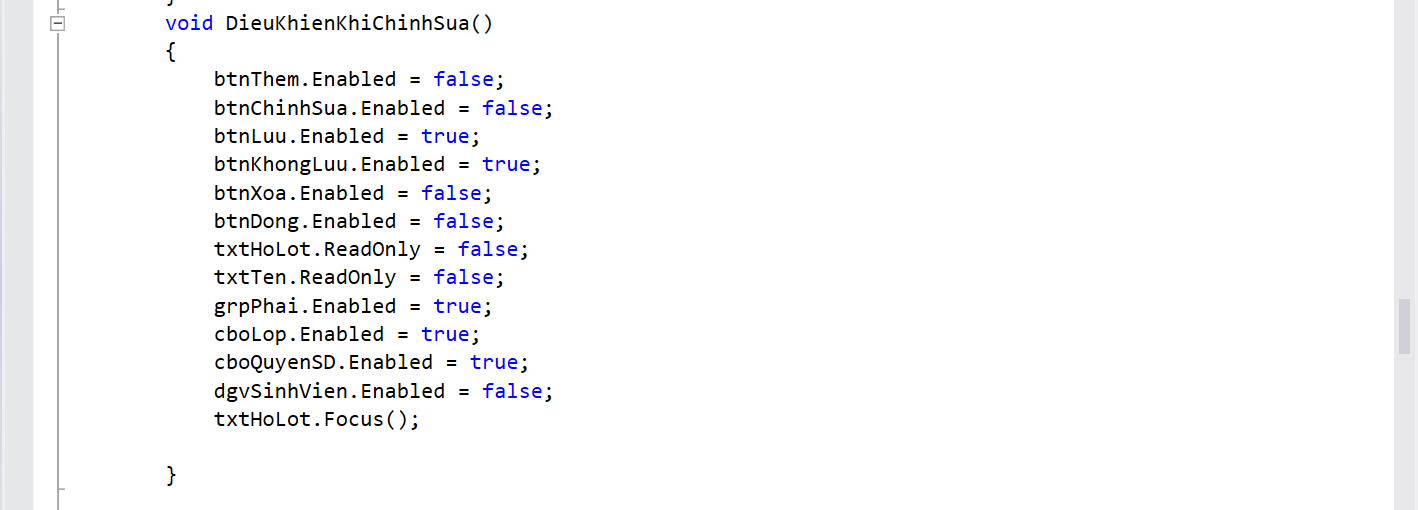 void DieuKhienKhiChinhSua()
{
btnThem.Enabled = false;
btnChinhSua.Enabled = false;
btnLuu.Enabled = true;
btnKhongLuu.Enabled = true;
btnXoa.Enabled = false;
btnDong.Enabled = false;
txtHoLot.ReadOnly = false;
txtTen.ReadOnly = false;
grpPhai.Enabled = true;
cboLop.Enabled = true;
cboQuyenSD.Enabled = true;
dgvSinhVien.Enabled = false;
txtHoLot.Focus();
}